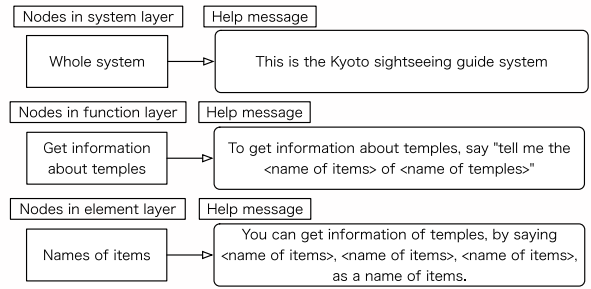 Nodes in system layer
Help message
Whole system
This is the Kyoto sightseeing guide system
Nodes in function layer
Help message
Get information
about temples
To get information about temples, say "tell me the
<name of items> of <name of temples>"
Nodes in element layer
Help message
Names of items
You can get information of temples, by saying
<name of items>, <name of items>, <name of items>,
as a name of items.